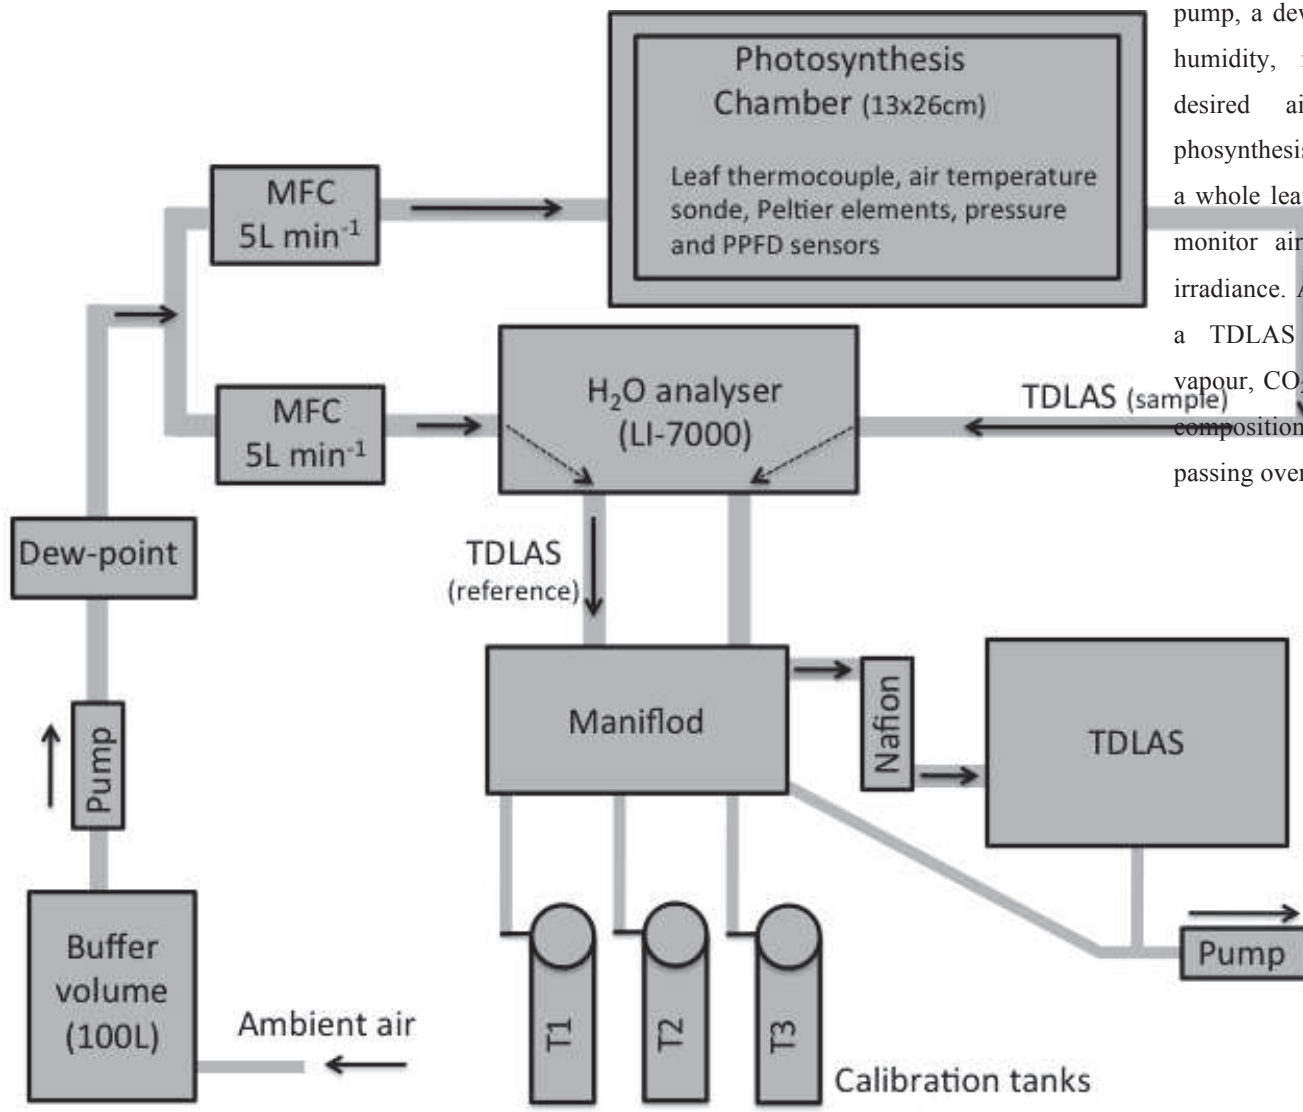 Photosynthesis
Chamber (13x26cm)
Leaf thermocouple, air temperature
sonde, Peltier elements, pressure
and PPFD sensors
MFC
5L min⁻¹
MFC
5L min⁻¹
H₂O analyser
(LI-7000)
TDLAS (sample)
Dew-point
TDLAS
(reference)
Pump
Maniflod
Nafion
TDLAS
Buffer
volume
(100L)
Ambient air
T1
T2
T3
Calibration tanks
Pump
pump, a dew
humidity,
desired ai
phosynthesis
a whole lea
monitor air
irradiance.
a TDLAS
vapour, CO₂
composition
passing over